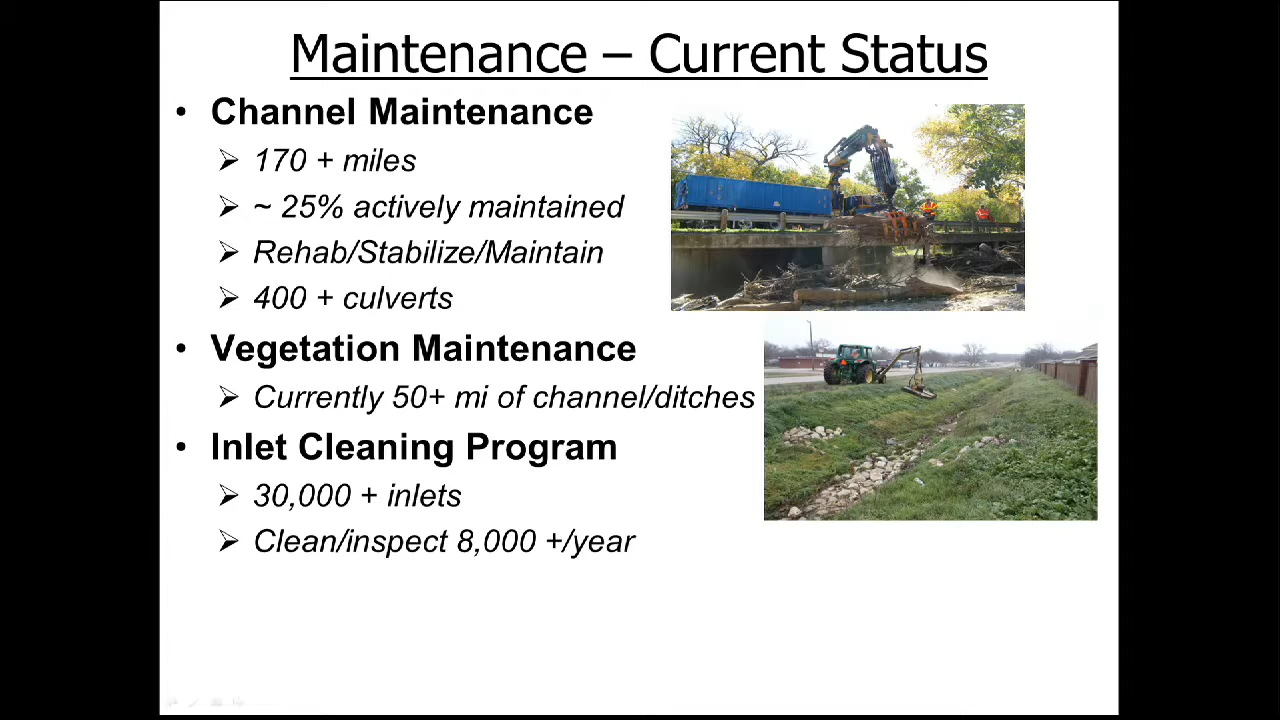 Maintenance – Current Status
• Channel Maintenance
➢ 170 + miles
➢ ~ 25% actively maintained
➢ Rehab/Stabilize/Maintain
➢ 400 + culverts
• Vegetation Maintenance
➢ Currently 50+ mi of channel/ditches
• Inlet Cleaning Program
➢ 30,000 + inlets
➢ Clean/inspect 8,000 +/year